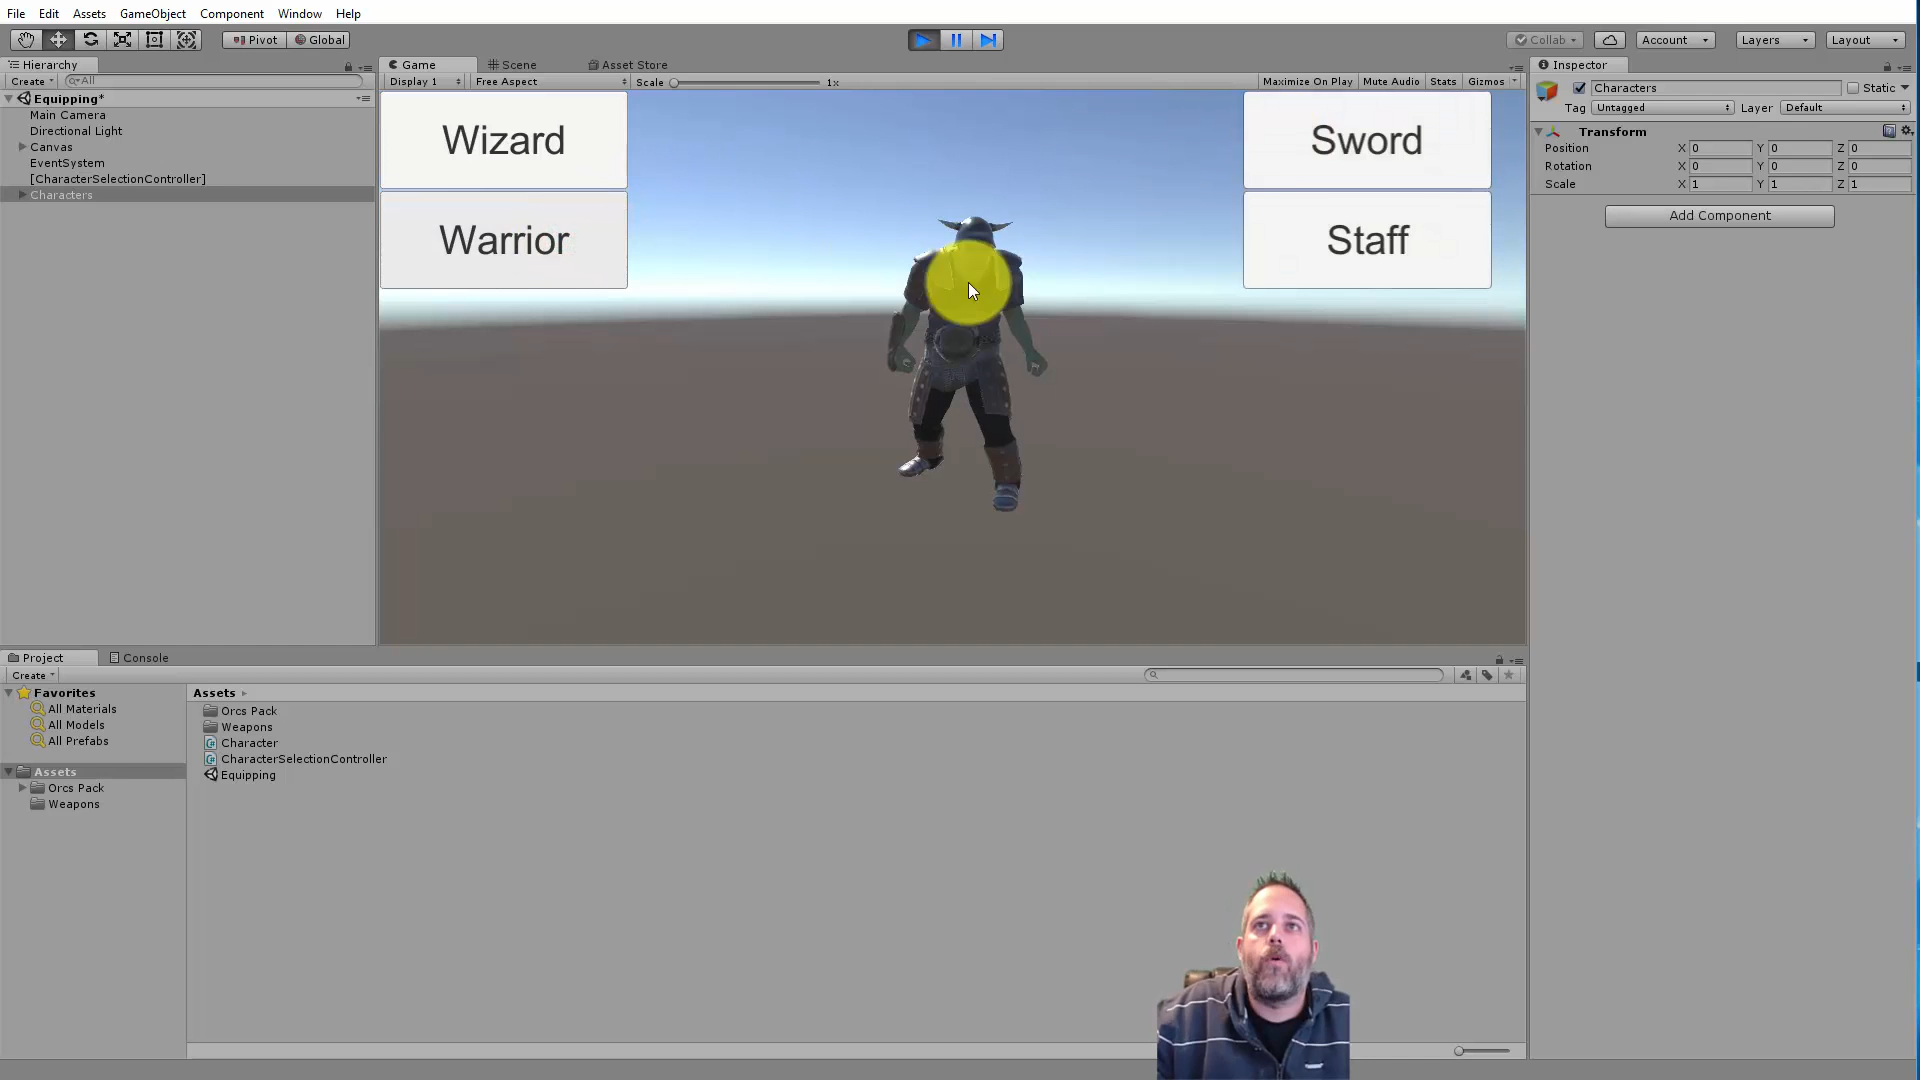 File Edit Assets GameObject Component Window Help
Pivot Global Collab Account Layers Layout
Hierarchy
Create All
Equipping*
Main Camera
Directional Light
Canvas
EventSystem
[CharacterSelectionController]
Characters
Game Scene Asset Store
Display 1 Free Aspect Scale 1x Maximize On Play Mute Audio Stats Gizmos
Wizard
Warrior
Sword
Staff
Inspector
Characters Static
Tag Untagged Layer Default
Transform
Position X 0 Y 0 Z 0
Rotation X 0 Y 0 Z 0
Scale X 1 Y 1 Z 1
Add Component
Project Console
Create
Favorites
All Materials
All Models
All Prefabs
Assets
Orcs Pack
Weapons
Assets
Orcs Pack
Weapons
Character
CharacterSelectionController
Equipping